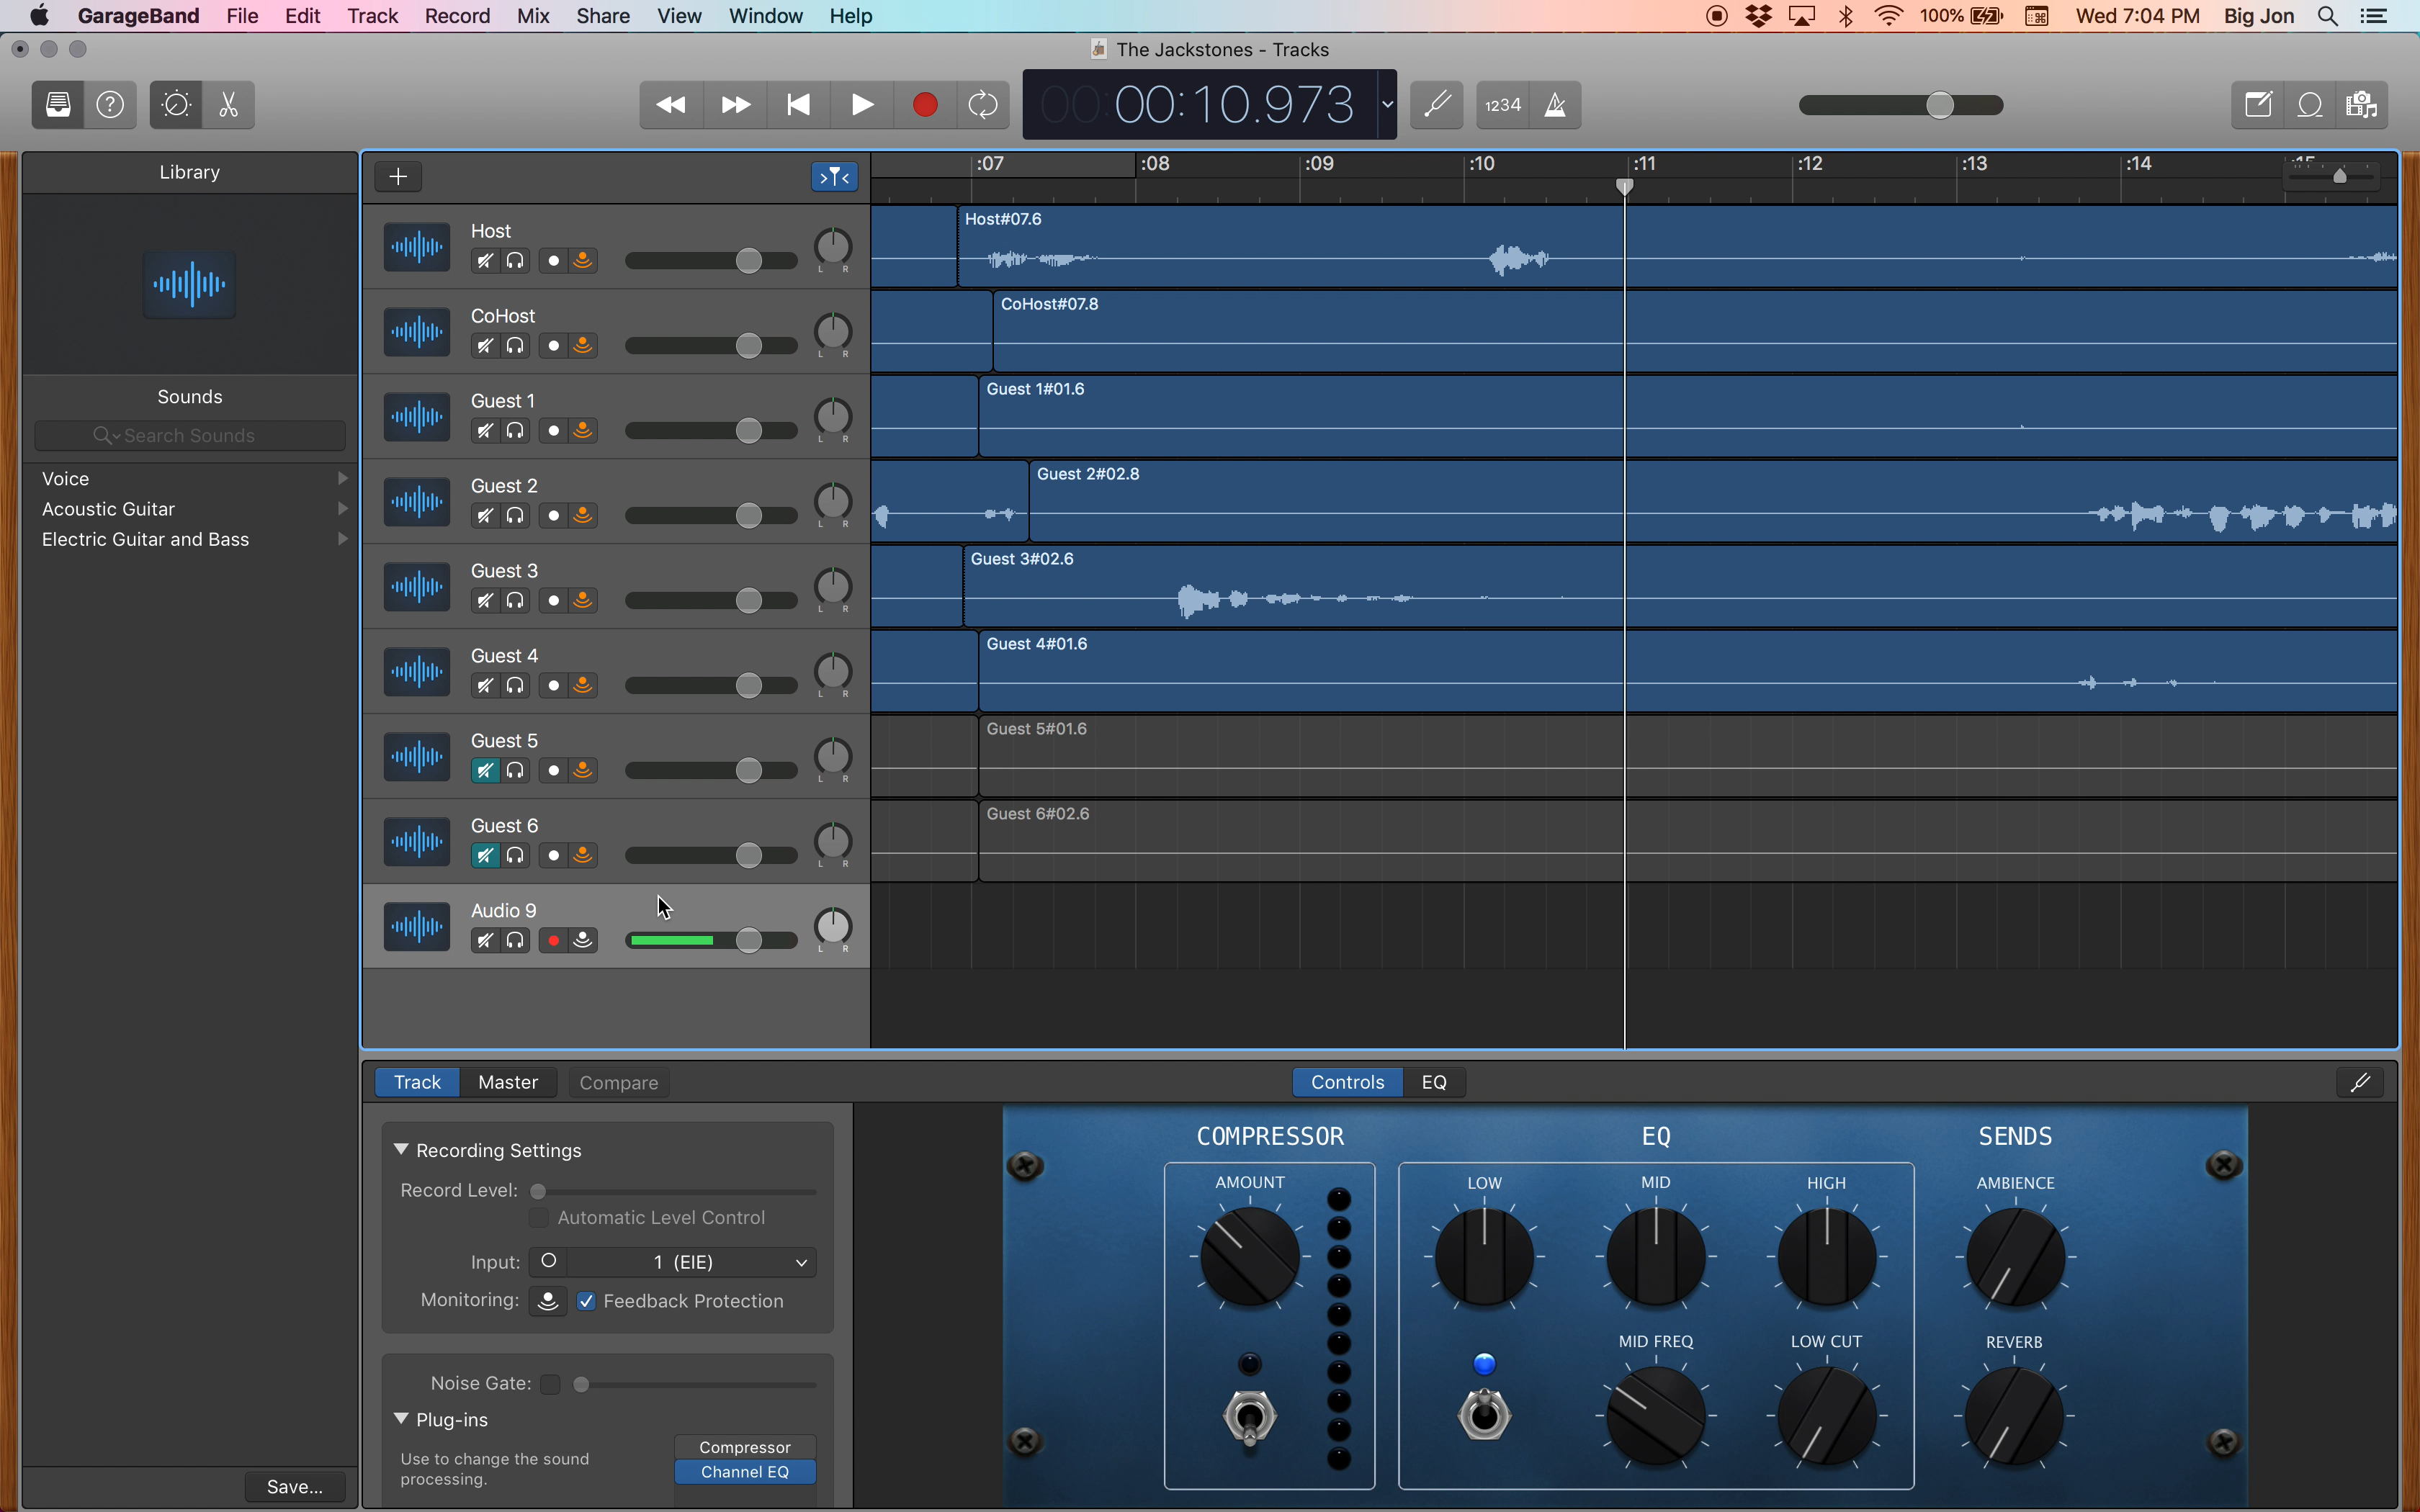 GarageBand File Edit Track Record Mix Share View Window Help 100% Wed 7:04 PM Big Jon
The Jackstones - Tracks
00:00:10.973 1234
Library
:07 :08 :09 :10 :11 :12 :13 :14 :15
Host
L R
Host#07.6
CoHost
L R
CoHost#07.8
Guest 1
L R
Guest 1#01.6
Guest 2
L R
Guest 2#02.8
Guest 3
L R
Guest 3#02.6
Guest 4
L R
Guest 4#01.6
Guest 5
L R
Guest 5#01.6
Guest 6
L R
Guest 6#02.6
Audio 9
L R
Sounds
Search Sounds
Voice
Acoustic Guitar
Electric Guitar and Bass
Save...
Track Master Compare Controls EQ
Recording Settings
Record Level:
Automatic Level Control
Input: 1 (EIE)
Monitoring: Feedback Protection
Noise Gate:
Plug-ins
Use to change the sound
processing.
Compressor
Channel EQ
COMPRESSOR EQ SENDS
AMOUNT LOW MID HIGH AMBIENCE
MID FREQ LOW CUT REVERB